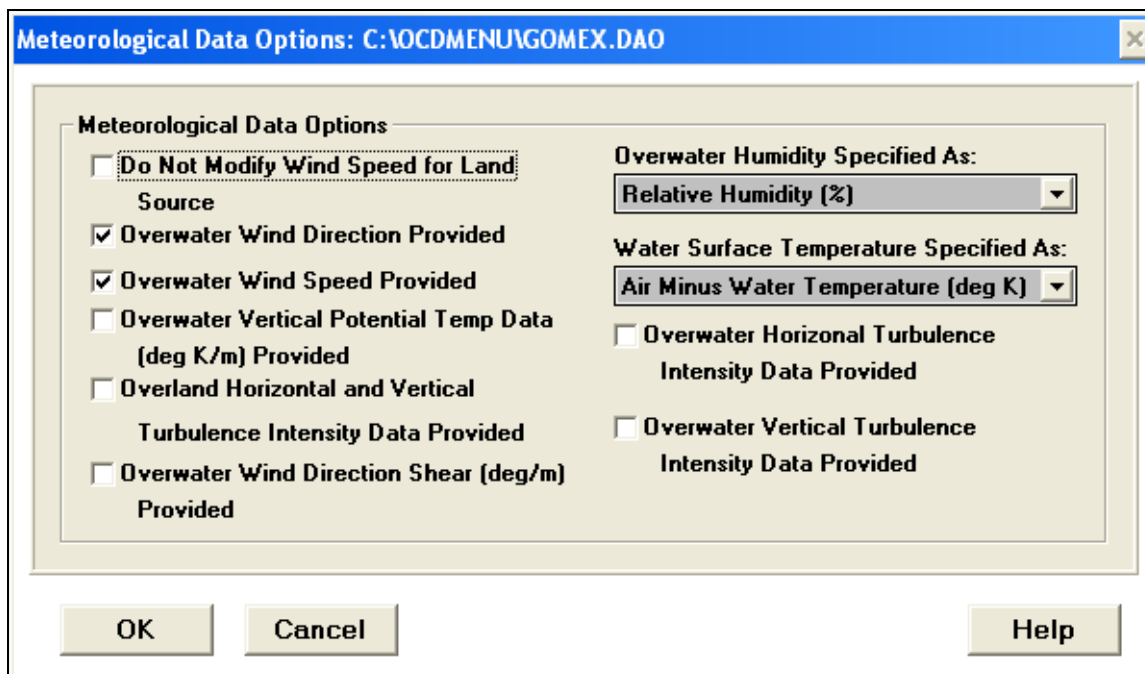 Meteorological Data Options: C:\OCDMENU\GOMEX.DAO
Meteorological Data Options
Do Not Modify Wind Speed for Land
Source
Overwater Wind Direction Provided
Overwater Wind Speed Provided
Overwater Vertical Potential Temp Data
(deg K/m) Provided
Overland Horizontal and Vertical
Turbulence Intensity Data Provided
Overwater Wind Direction Shear (deg/m)
Provided
Overwater Humidity Specified As:
Relative Humidity (%)
Water Surface Temperature Specified As:
Air Minus Water Temperature (deg K)
Overwater Horizonal Turbulence
Intensity Data Provided
Overwater Vertical Turbulence
Intensity Data Provided
OK
Cancel
Help